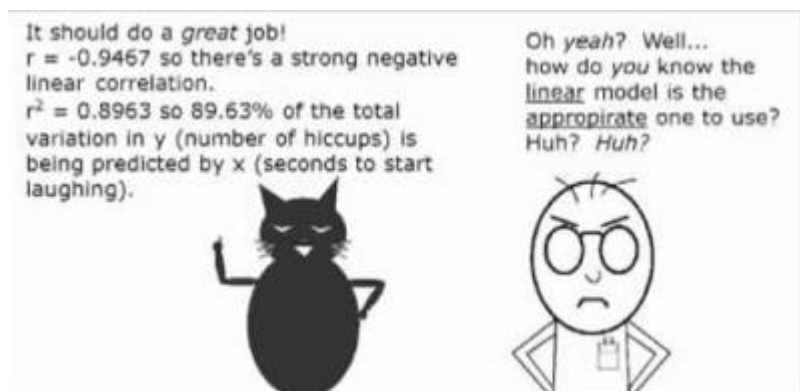 It should do a great job!
r = -0.9467 so there's a strong negative
linear correlation.
r² = 0.8963 so 89.63% of the total
variation in y (number of hiccups) is
being predicted by x (seconds to start
laughing).
Oh yeah? Well...
how do you know the
linear model is the
appropirate one to use?
Huh? Huh?